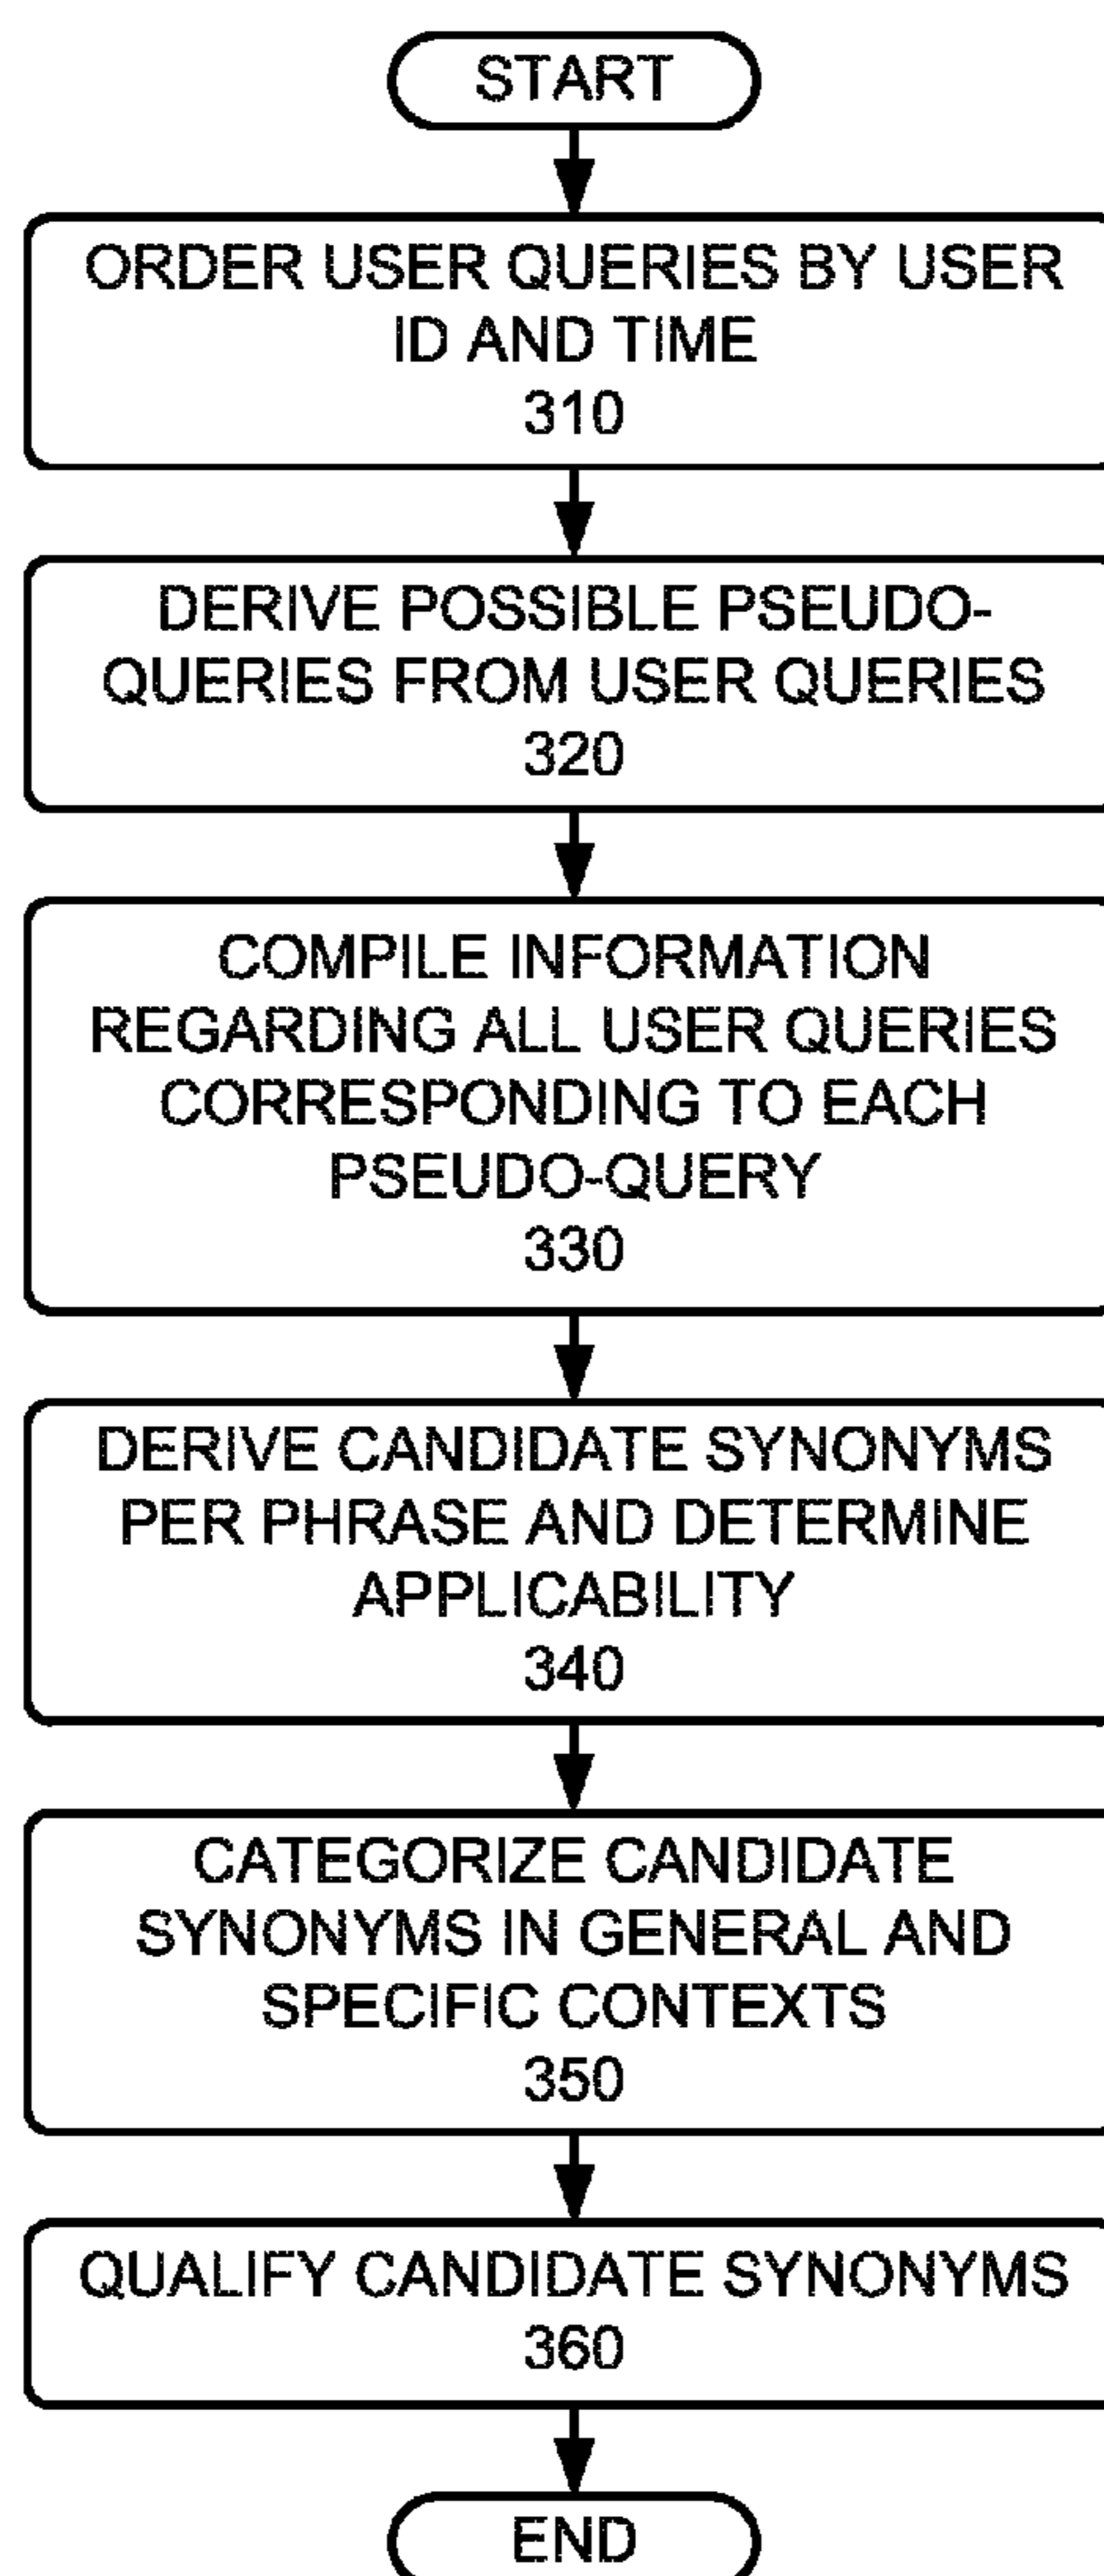 START
ORDER USER QUERIES BY USER
ID AND TIME
310
DERIVE POSSIBLE PSEUDO-
QUERIES FROM USER QUERIES
320
COMPILE INFORMATION
REGARDING ALL USER QUERIES
CORRESPONDING TO EACH
PSEUDO-QUERY
330
DERIVE CANDIDATE SYNONYMS
PER PHRASE AND DETERMINE
APPLICABILITY
340
CATEGORIZE CANDIDATE
SYNONYMS IN GENERAL AND
SPECIFIC CONTEXTS
350
QUALIFY CANDIDATE SYNONYMS
360
END